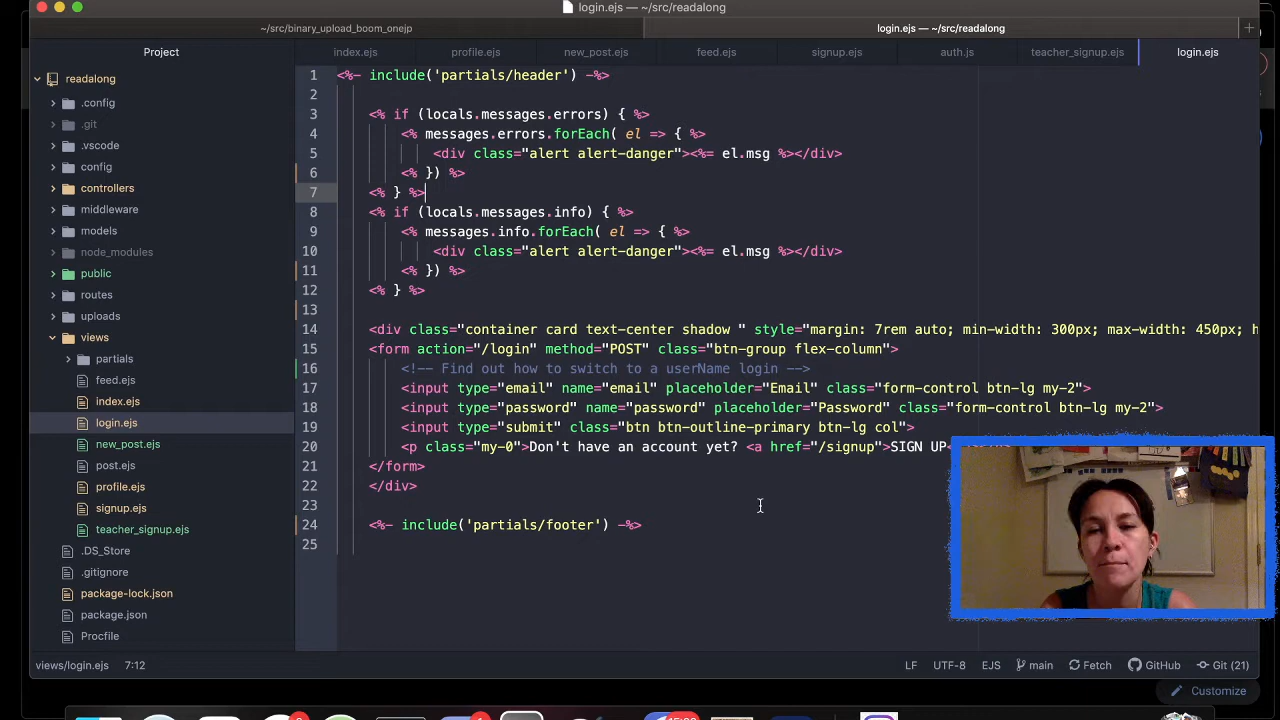 login.ejs — ~/src/readalong
~/src/binary_upload_boom_onejp
login.ejs — ~/src/readalong
Project
index.ejs
profile.ejs
new_post.ejs
feed.ejs
signup.ejs
auth.js
teacher_signup.ejs
login.ejs
readalong
.config
.git
.vscode
config
controllers
middleware
models
node_modules
public
routes
uploads
views
partials
feed.ejs
index.ejs
login.ejs
new_post.ejs
post.ejs
profile.ejs
signup.ejs
teacher_signup.ejs
.DS_Store
.gitignore
package-lock.json
package.json
Procfile
1 <%- include('partials/header') -%>
2
3 <% if (locals.messages.errors) { %>
4 <% messages.errors.forEach( el => { %>
5 <div class="alert alert-danger"><%= el.msg %></div>
6 <% }) %>
7 <% } %>
8 <% if (locals.messages.info) { %>
9 <% messages.info.forEach( el => { %>
10 <div class="alert alert-danger"><%= el.msg %></div>
11 <% }) %>
12 <% } %>
13
14 <div class="container card text-center shadow " style="margin: 7rem auto; min-width: 300px; max-width: 450px; h
15 <form action="/login" method="POST" class="btn-group flex-column">
16 <!-- Find out how to switch to a userName login -->
17 <input type="email" name="email" placeholder="Email" class="form-control btn-lg my-2">
18 <input type="password" name="password" placeholder="Password" class="form-control btn-lg my-2">
19 <input type="submit" class="btn btn-outline-primary btn-lg col">
20 <p class="my-0">Don't have an account yet? <a href="/signup">SIGN UP
21 </form>
22 </div>
23
24 <%- include('partials/footer') -%>
25
views/login.ejs 7:12
LF UTF-8 EJS main Fetch GitHub Git (21)
Customize